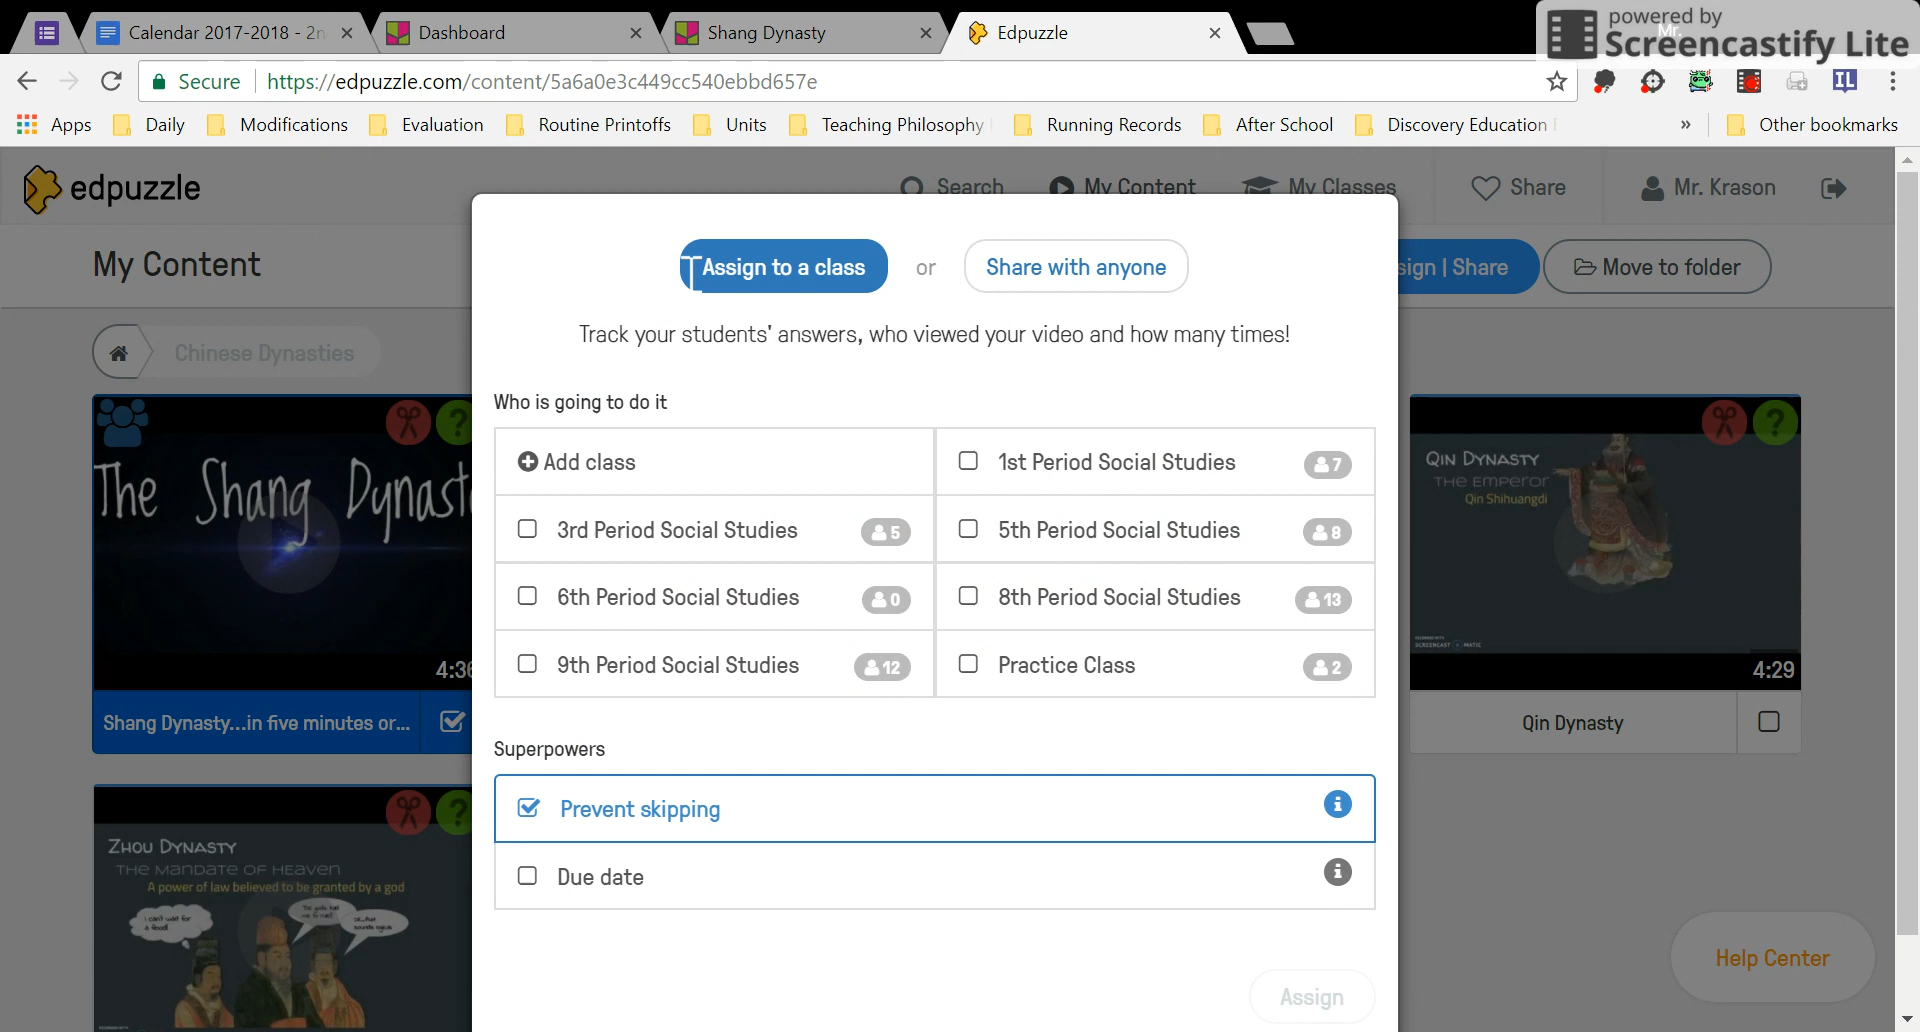 Calendar 2017-2018 - 2n
Dashboard
Shang Dynasty
Edpuzzle
powered by
Mr.
Screencastify Lite
Secure
https://edpuzzle.com/content/5a6a0e3c449cc540ebbd657e
IL
Apps
Daily
Modifications
Evaluation
Routine Printoffs
Units
Teaching Philosophy
Running Records
After School
Discovery Education
»
Other bookmarks
edpuzzle
Search
My Content
My Classes
Share
Mr. Krason
My Content
Assign to a class
or
Share with anyone
sign | Share
Move to folder
Track your students' answers, who viewed your video and how many times!
Chinese Dynasties
Who is going to do it
Add class
1st Period Social Studies 7
3rd Period Social Studies 5
5th Period Social Studies 8
6th Period Social Studies 0
8th Period Social Studies 13
9th Period Social Studies 12
Practice Class 2
The Shang Dynast
?
4:36
Shang Dynasty...in five minutes or...
?
Qin Dynasty
The Emperor
Qin Shihuangdi
SCREENCAST MATIC
4:29
Qin Dynasty
Superpowers
Prevent skipping
Due date
?
Zhou Dynasty
The Mandate of Heaven
A power of law believed to be granted by a god
I can't wait for
a flood!
Help Center
Assign